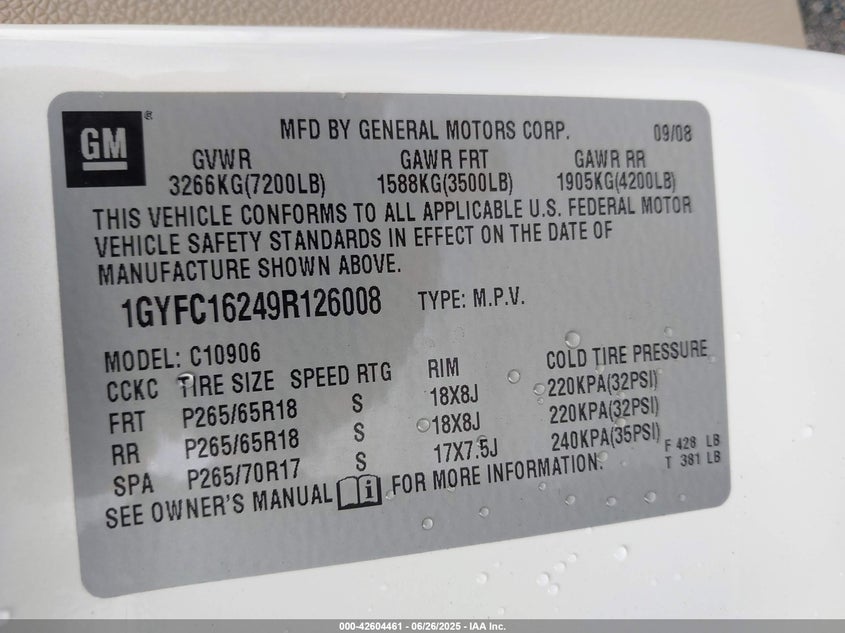 GM ®
MFD BY GENERAL MOTORS CORP. 09/08
GVWR GAWR FRT GAWR RR
3266KG(7200LB) 1588KG(3500LB) 1905KG(4200LB)
THIS VEHICLE CONFORMS TO ALL APPLICABLE U.S. FEDERAL MOTOR
VEHICLE SAFETY STANDARDS IN EFFECT ON THE DATE OF
MANUFACTURE SHOWN ABOVE.
1GYFC16249R126008 TYPE: M.P.V.
MODEL: C10906
CCKC TIRE SIZE SPEED RTG RIM COLD TIRE PRESSURE
FRT P265/65R18 S 18X8J 220KPA(32PSI)
RR P265/65R18 S 18X8J 220KPA(32PSI)
SPA P265/70R17 S 17X7.5J 240KPA(35PSI)
F 428 LB
T 381 LB
SEE OWNER'S MANUAL i FOR MORE INFORMATION.
000-42604461 - 06/26/2025 - IAA Inc.